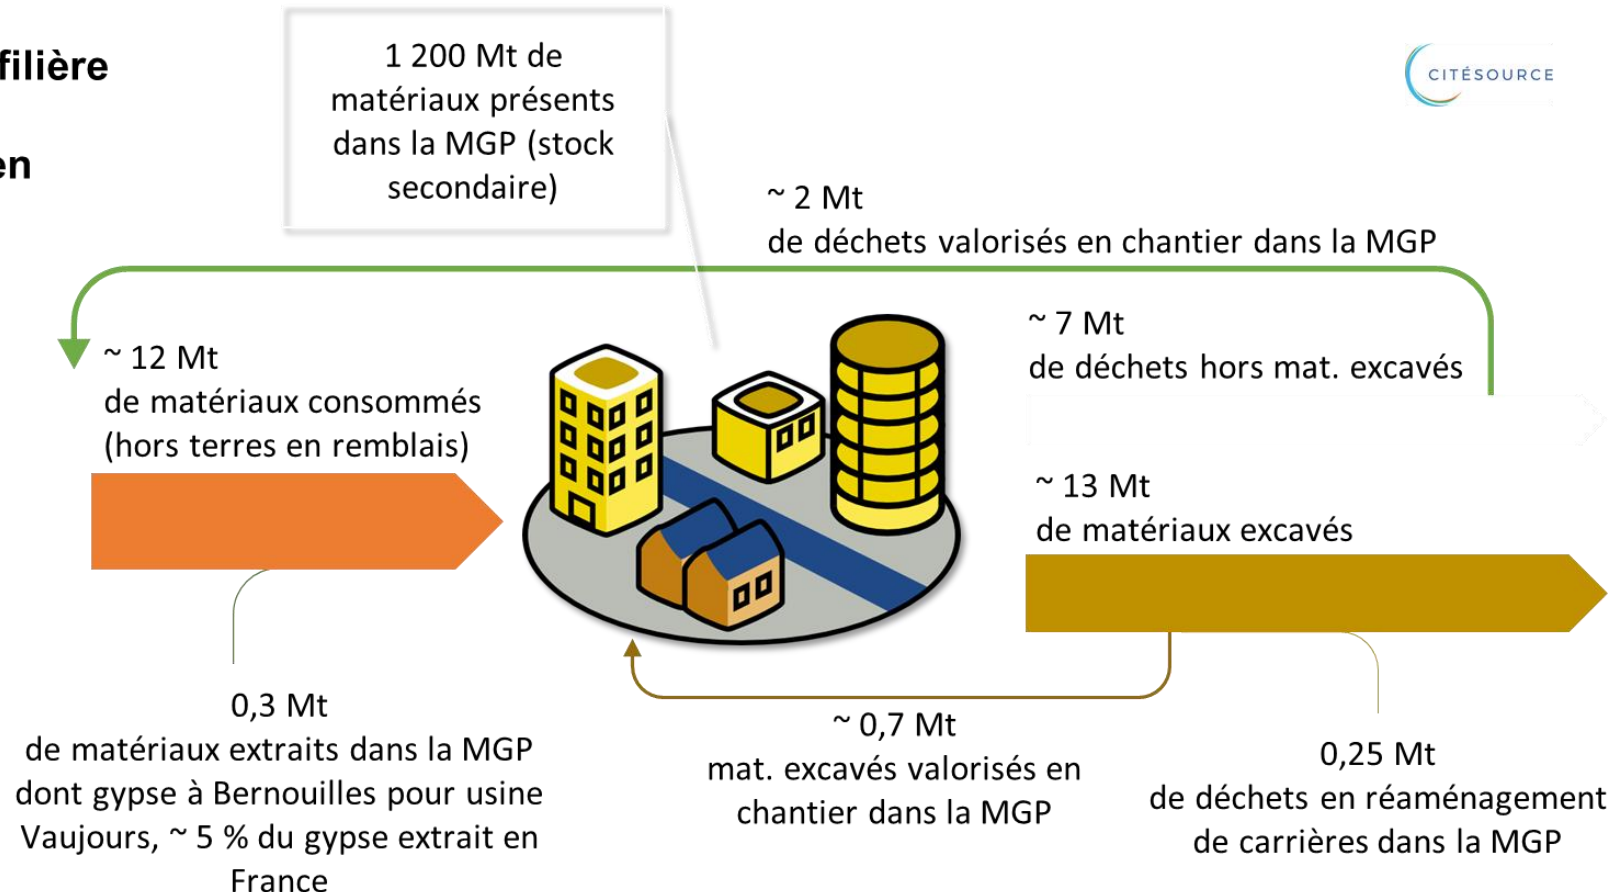 filière
en
1 200 Mt de
matériaux présents
dans la MGP (stock
secondaire)
CITÉSOURCE
~ 2 Mt
de déchets valorisés en chantier dans la MGP
~ 12 Mt
de matériaux consommés
(hors terres en remblais)
~ 7 Mt
de déchets hors mat. excavés
~ 13 Mt
de matériaux excavés
0,3 Mt
de matériaux extraits dans la MGP
dont gypse à Bernouilles pour usine
Vaujours, ~ 5 % du gypse extrait en
France
~ 0,7 Mt
mat. excavés valorisés en
chantier dans la MGP
0,25 Mt
de déchets en réaménagement
de carrières dans la MGP